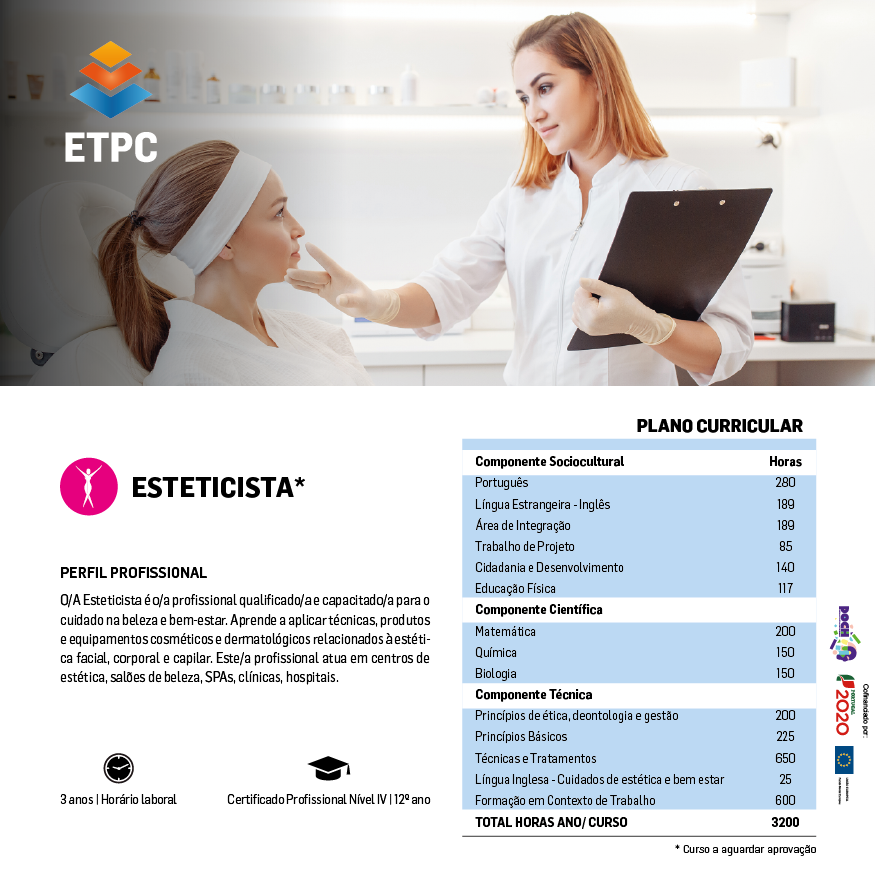 ETPC
ESTETICISTA*
PERFIL PROFISSIONAL
O/A Esteticista é o/a profissional qualificado/a e capacitado/a para o
cuidado na beleza e bem-estar. Aprende a aplicar técnicas, produtos
e equipamentos cosméticos e dermatológicos relacionados à estéti-
ca facial, corporal e capilar. Este/a profissional atua em centros de
estética, salões de beleza, SPAs, clínicas, hospitais.
3 anos | Horário laboral
Certificado Profissional Nível IV | 12º ano
PLANO CURRICULAR
Componente Sociocultural Horas
Português 280
Língua Estrangeira - Inglês 189
Área de Integração 189
Trabalho de Projeto 85
Cidadania e Desenvolvimento 140
Educação Física 117
Componente Científica
Matemática 200
Química 150
Biologia 150
Componente Técnica
Princípios de ética, deontologia e gestão 200
Princípios Básicos 225
Técnicas e Tratamentos 650
Língua Inglesa - Cuidados de estética e bem estar 25
Formação em Contexto de Trabalho 600
TOTAL HORAS ANO/ CURSO 3200
* Curso a aguardar aprovação
Cofinanciado por:
POCH
PORTUGAL
2020